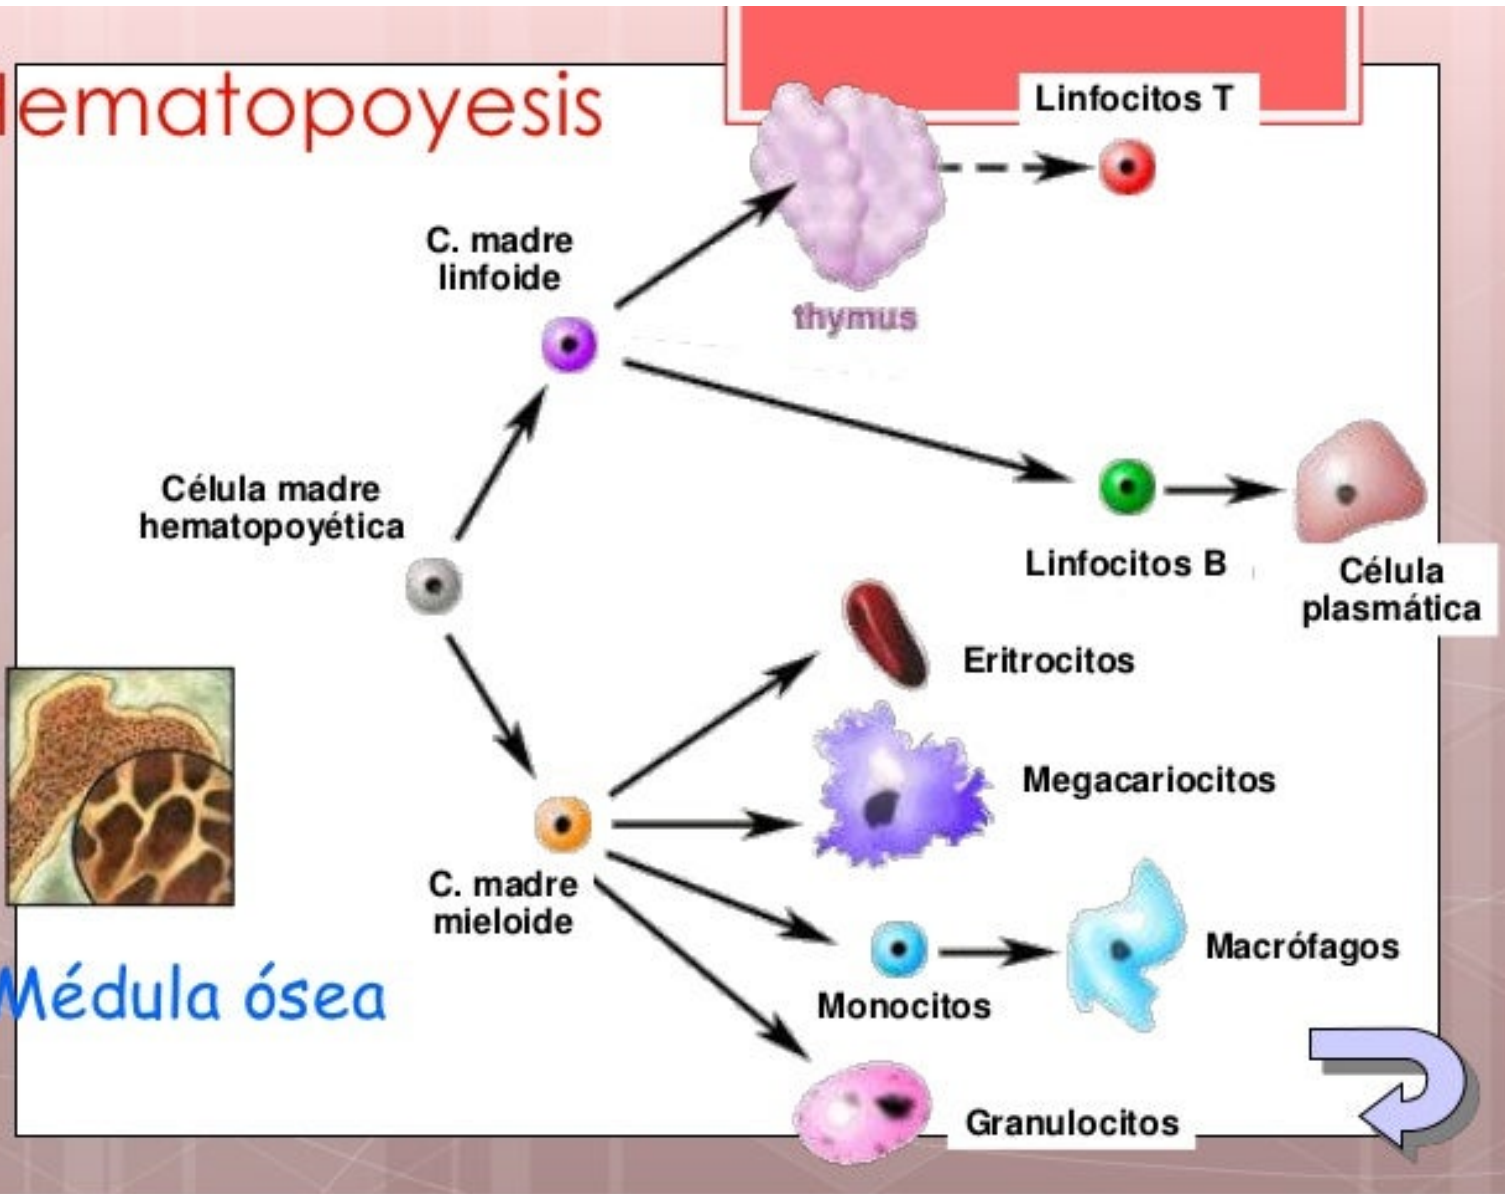 ematopoyesis
Linfocitos T
C. madre
linfoide
thymus
Célula madre
hematopoyética
Linfocitos B
Célula
plasmática
Eritrocitos
Megacariocitos
C. madre
mieloide
Macrófagos
Monocitos
Médula ósea
Granulocitos